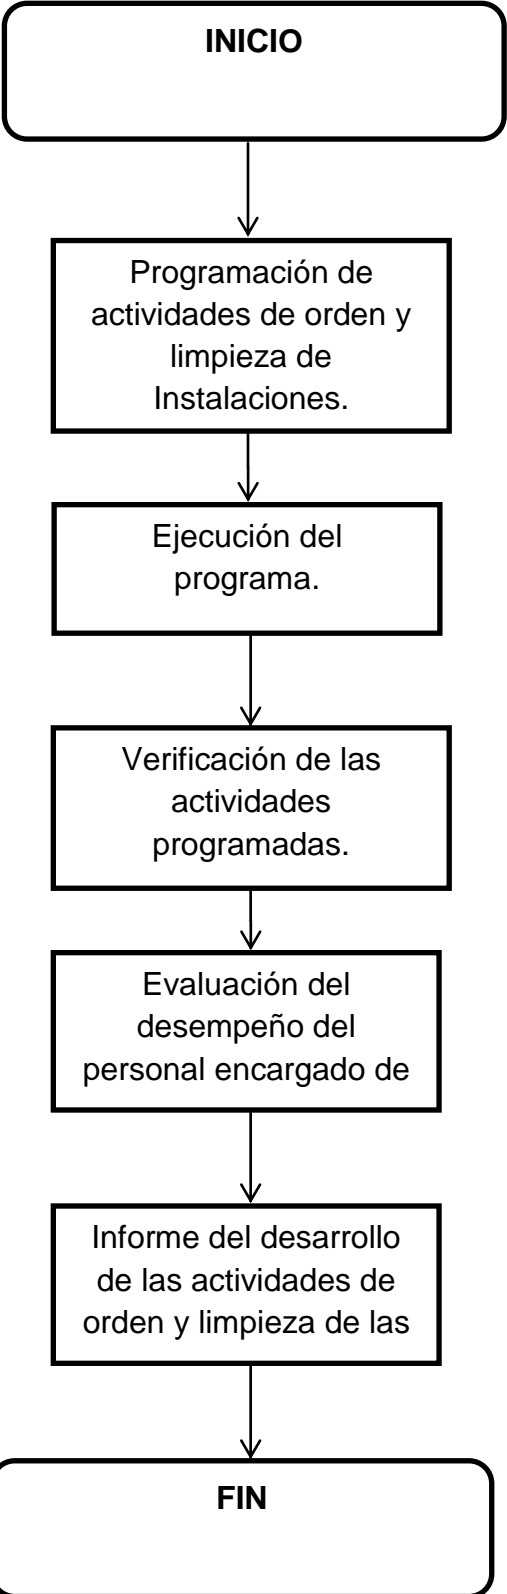 INICIO
Programación de
actividades de orden y
limpieza de
Instalaciones.
Ejecución del
programa.
Verificación de las
actividades
programadas.
Evaluación del
desempeño del
personal encargado de
Informe del desarrollo
de las actividades de
orden y limpieza de las
FIN